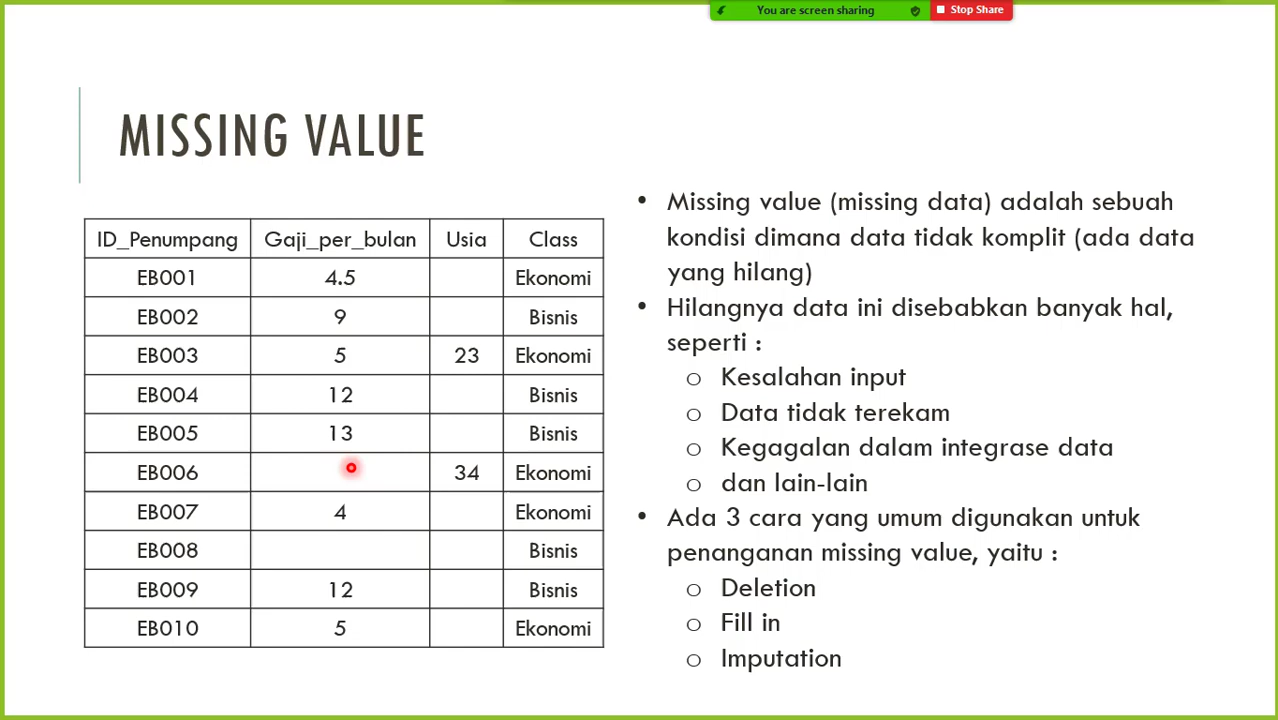 You are screen sharing
Stop Share
MISSING VALUE
ID_Penumpang Gaji_per_bulan Usia Class
EB001 4.5 Ekonomi
EB002 9 Bisnis
EB003 5 23 Ekonomi
EB004 12 Bisnis
EB005 13 Bisnis
EB006 34 Ekonomi
EB007 4 Ekonomi
EB008 Bisnis
EB009 12 Bisnis
EB010 5 Ekonomi
• Missing value (missing data) adalah sebuah
kondisi dimana data tidak komplit (ada data
yang hilang)
• Hilangnya data ini disebabkan banyak hal,
seperti :
o Kesalahan input
o Data tidak terekam
o Kegagalan dalam integrase data
o dan lain-lain
• Ada 3 cara yang umum digunakan untuk
penanganan missing value, yaitu :
o Deletion
o Fill in
o Imputation